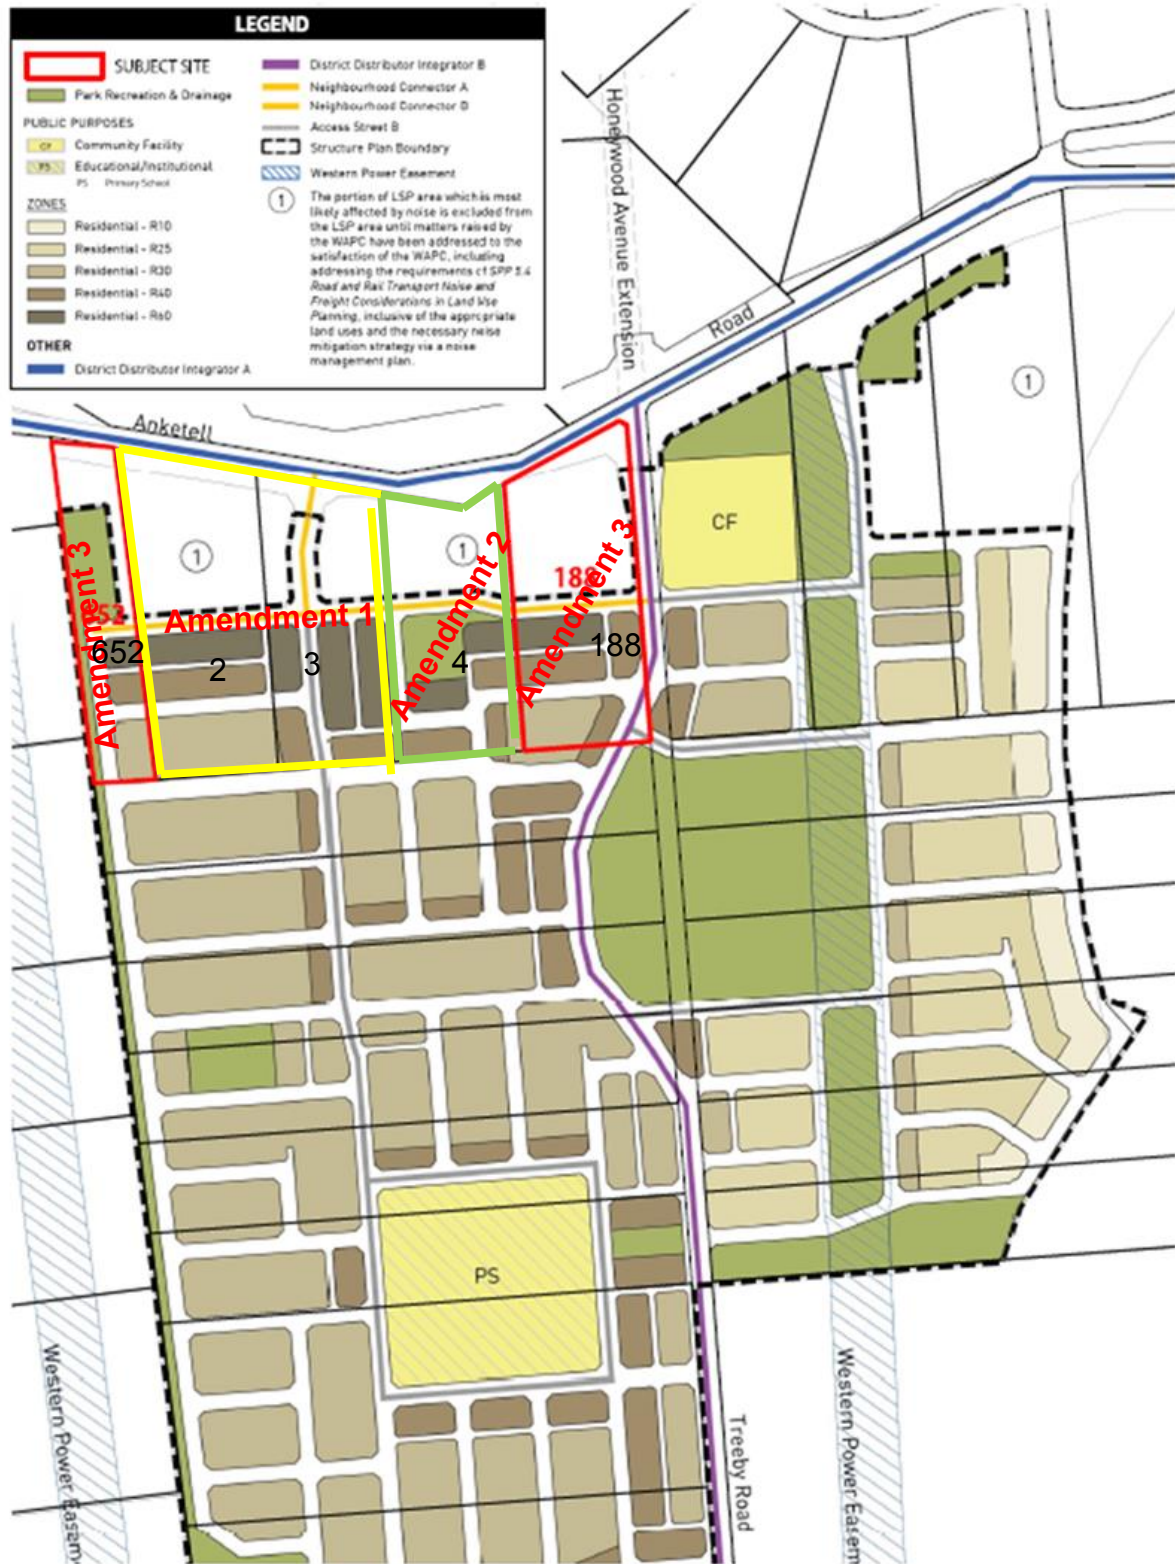 LEGEND
SUBJECT SITE
Park Recreation & Drainage
PUBLIC PURPOSES
CF Community Facility
PS Educational/Institutional
PS Primary School
ZONES
Residential - R10
Residential - R25
Residential - R30
Residential - R40
Residential - R60
OTHER
District Distributor Integrator A
District Distributor Integrator B
Neighbourhood Connector A
Neighbourhood Connector B
Access Street B
Structure Plan Boundary
Western Power Easement
1
The portion of LSP area which is most
likely affected by noise is excluded from
the LSP area until matters raised by
the WAPC have been addressed to the
satisfaction of the WAPC, including
addressing the requirements of SPP 5.4
Road and Rail Transport Noise and
Freight Considerations in Land Use
Planning, inclusive of the appropriate
land uses and the necessary noise
mitigation strategy via a noise
management plan.
Honeywood Avenue Extension
Road
Anketell
1
1
1
CF
188
Amendment 3
Amendment 1
Amendment 2
Amendment 3
652
2
3
4
188
PS
Western Power Easem
Treeby Road
Western Power Easem